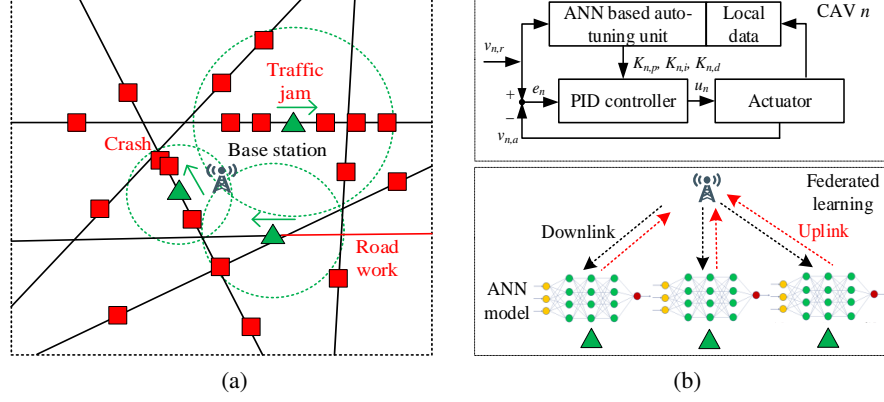 Traffic
jam
Crash
Base station
Road
work
(a)
ANN based auto-
tuning unit
Local
data
CAV n
v_{n,r}
K_{n,p}, K_{n,i}, K_{n,d}
+
e_n
PID controller
u_n
Actuator
−
v_{n,a}
Federated
learning
Downlink
Uplink
ANN
model
(b)